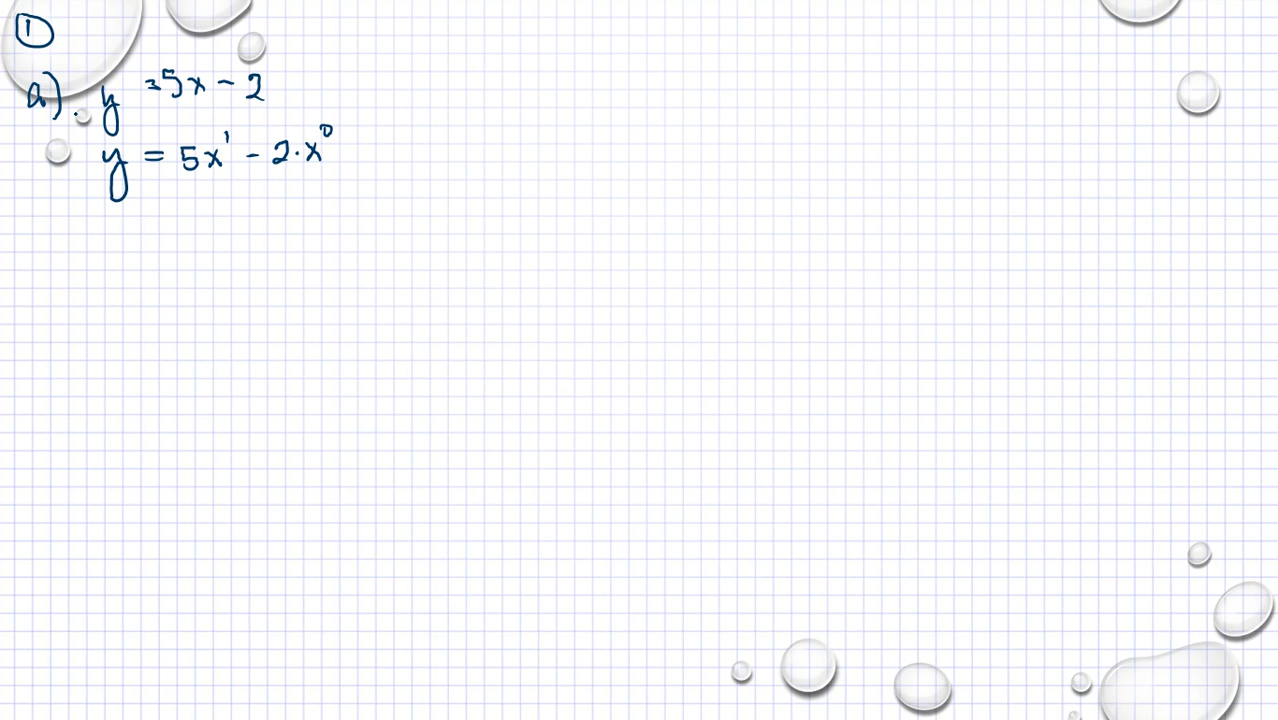 ①
a). y = 5x - 2
y = 5x¹ - 2·x⁰